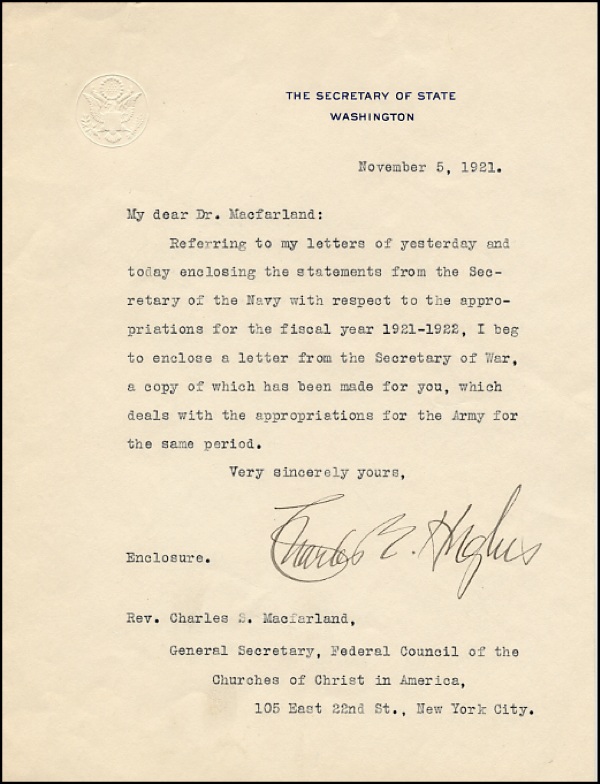 THE SECRETARY OF STATE
WASHINGTON
November 5, 1921.
My dear Dr. Macfarland:
Referring to my letters of yesterday and
today enclosing the statements from the Sec-
retary of the Navy with respect to the appro-
priations for the fiscal year 1921-1922, I beg
to enclose a letter from the Secretary of War,
a copy of which has been made for you, which
deals with the appropriations for the Army for
the same period.
Very sincerely yours,
Charles E. Hughes
Enclosure.
Rev. Charles S. Macfarland,
General Secretary, Federal Council of the
Churches of Christ in America,
105 East 22nd St., New York City.